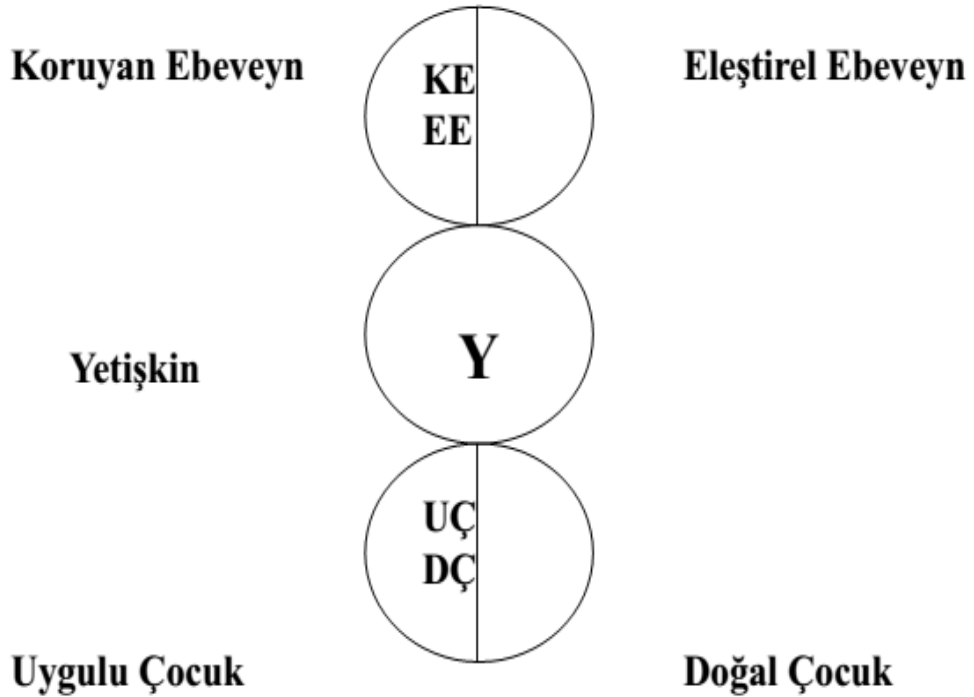 Koruyan Ebeveyn
Eleştirel Ebeveyn
KE
EE
Yetişkin
Y
UÇ
DÇ
Uygulu Çocuk
Doğal Çocuk